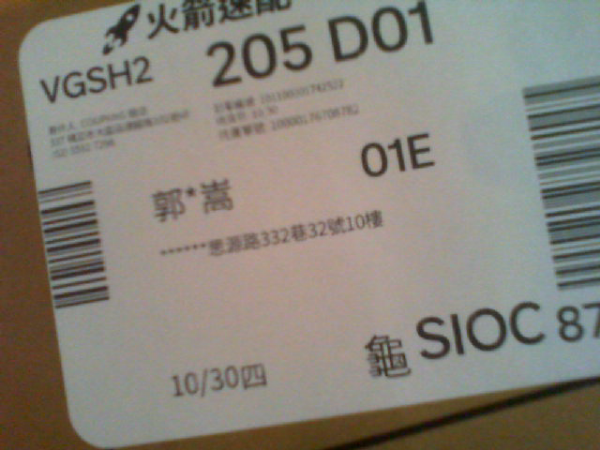 火箭速配
VGSH2
205 D01
01E
郭*嵩
******思源路332巷32號10樓
10/30四
龜 SIOC 87